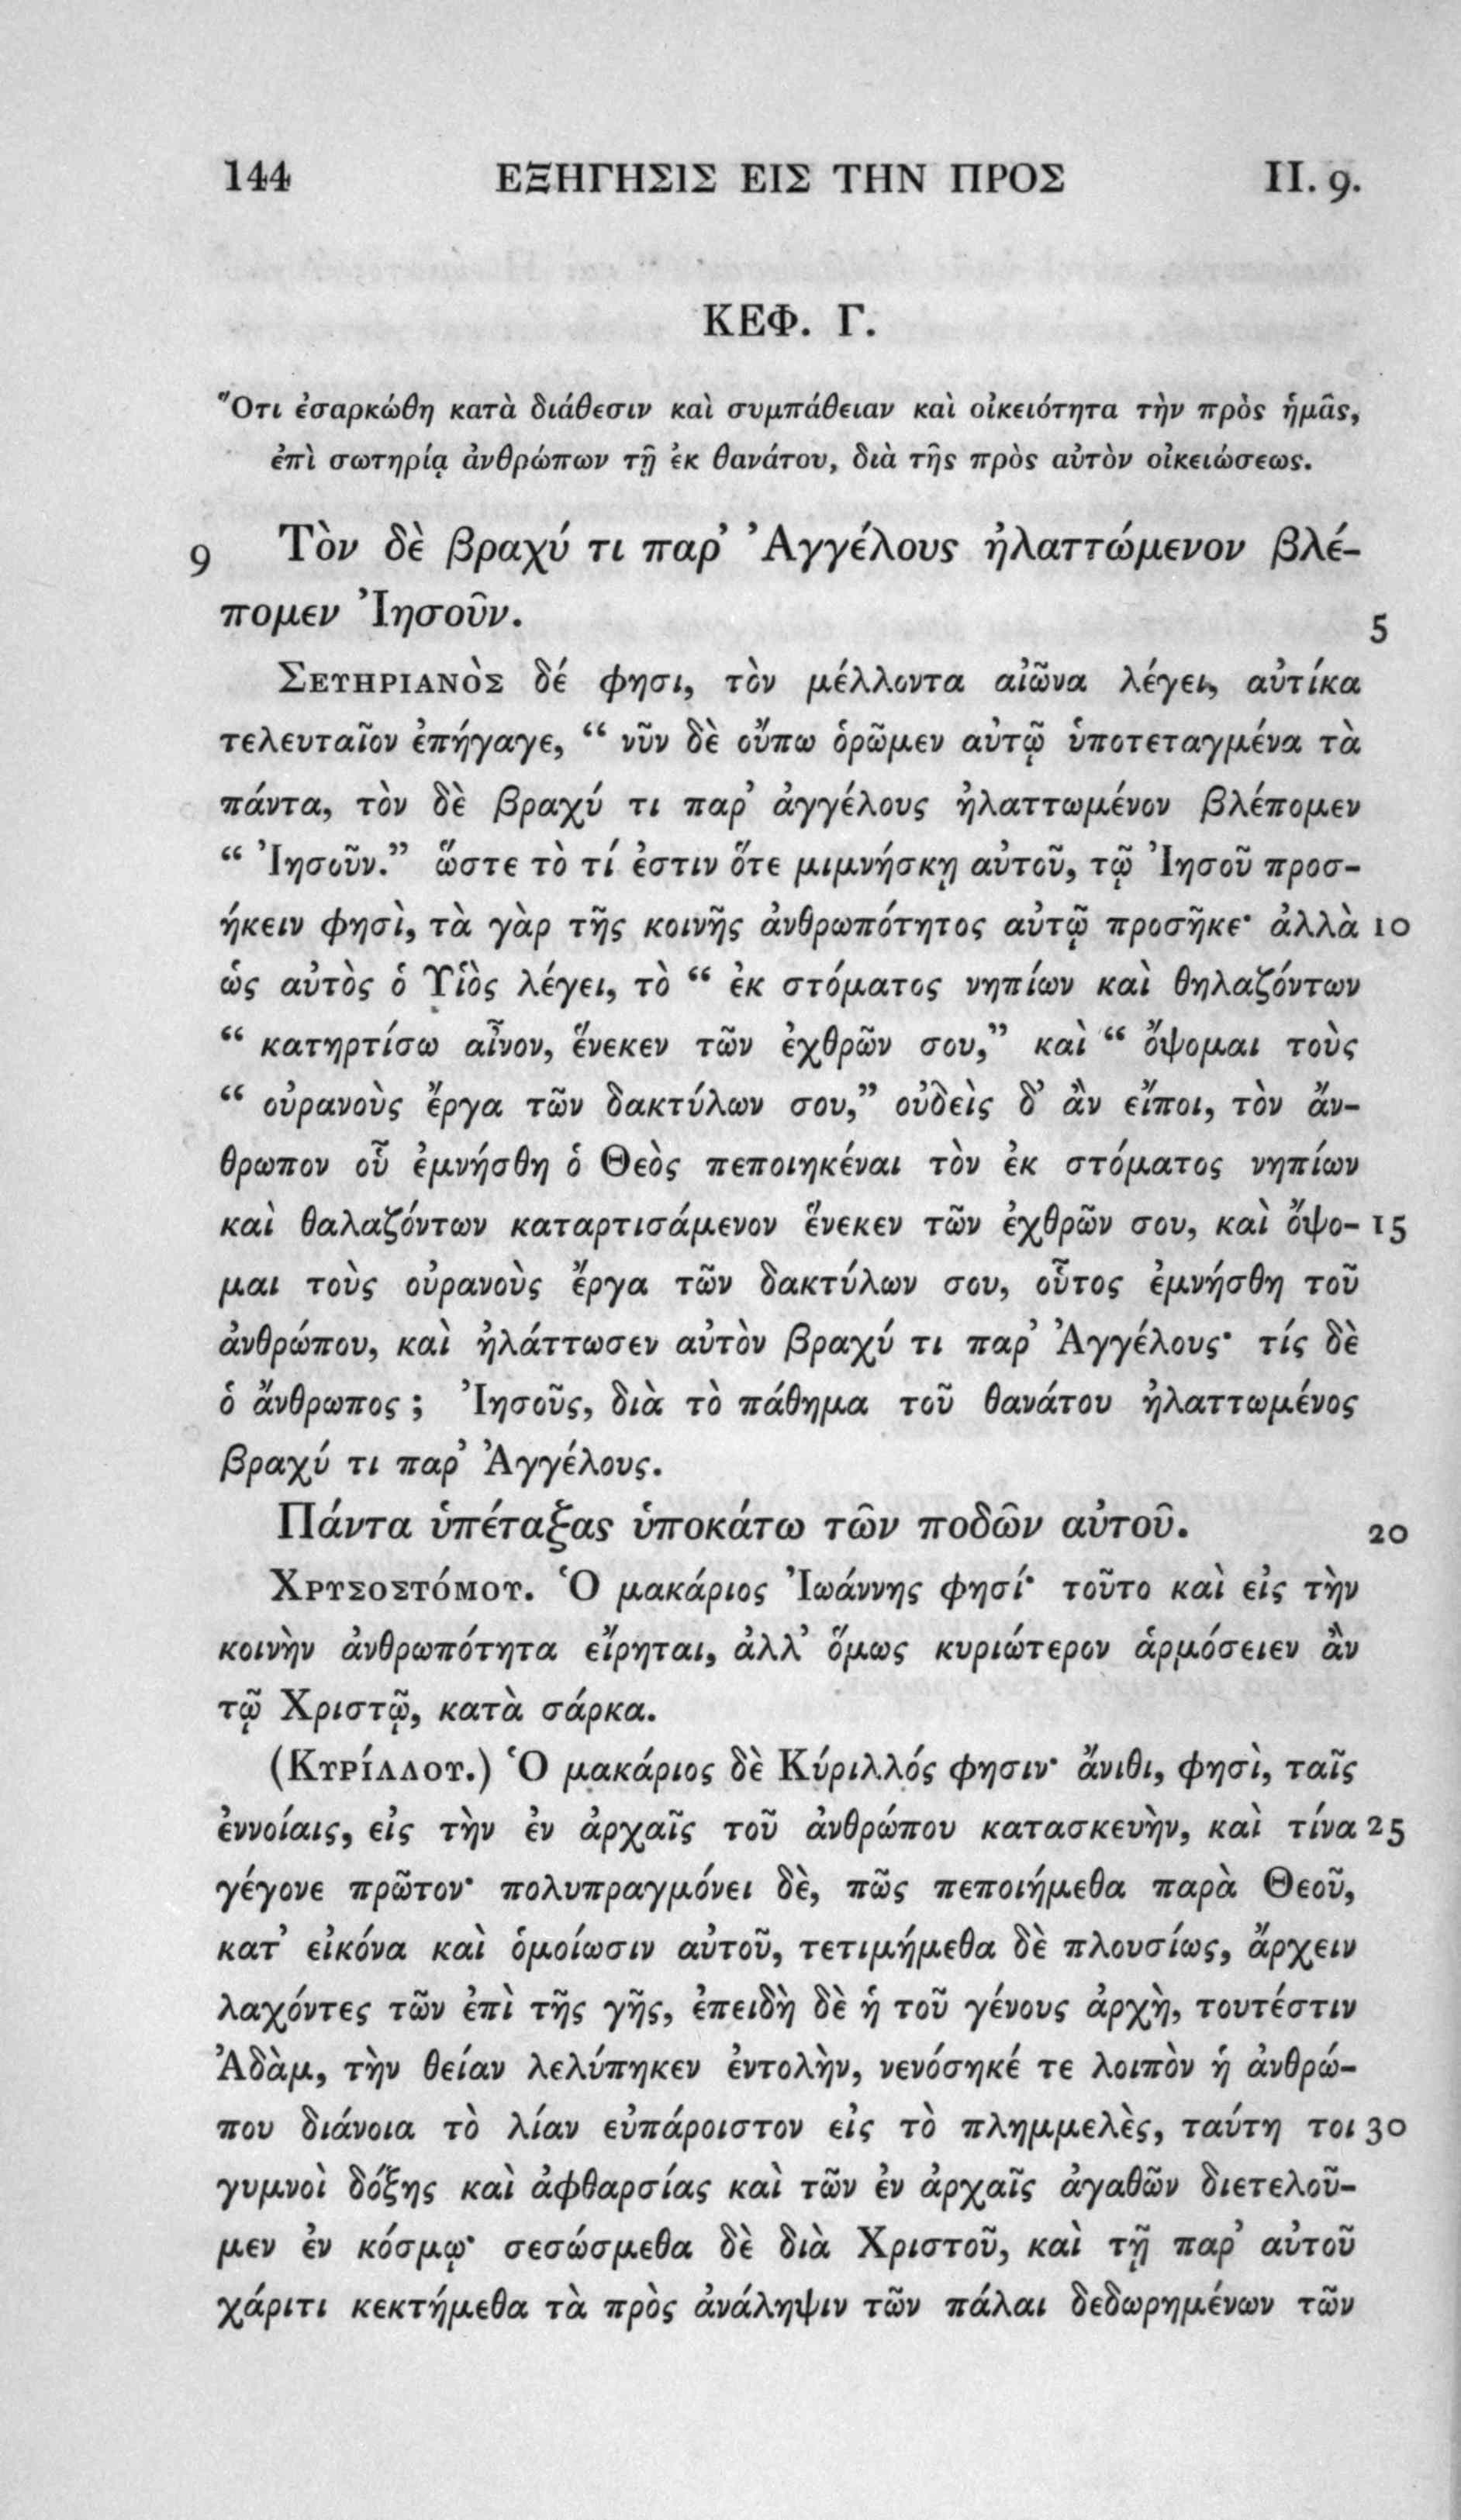 144 ΕΞΗΓΗΣΙΣ ΕΙΣ ΤΗΝ ΠΡΟΣ II. 9.
ΚΕΦ. Γ.
Ὅτι ἐσαρκώθη κατὰ διάθεσιν καὶ συμπάθειαν καὶ οἰκειότητα τὴν πρὸς ἡμᾶς,
ἐπὶ σωτηρίᾳ ἀνθρώπων τῇ ἐκ θανάτου, διὰ τῆς πρὸς αὐτὸν οἰκειώσεως.
9 Τὸν δὲ βραχύ τι παρ’ Ἀγγέλους ἠλαττώμενον βλέ-
πομεν Ἰησοῦν. 5
ΣΕΥΗΡΙΑΝῸΣ δέ φησι, τὸν μέλλοντα αἰῶνα λέγει, αὐτίκα
τελευταῖον ἐπήγαγε, “ νῦν δὲ οὔπω ὁρῶμεν αὐτῷ ὑποτεταγμένα τὰ
πάντα, τὸν δὲ βραχύ τι παρ’ ἀγγέλους ἠλαττωμένον βλέπομεν
“ Ἰησοῦν.” ὥστε τὸ τί ἐστιν ὅτε μιμνήσκῃ αὐτοῦ, τῷ Ἰησοῦ προσ-
ήκειν φησὶ, τὰ γὰρ τῆς κοινῆς ἀνθρωπότητος αὐτῷ προσῆκε· ἀλλὰ 10
ὡς αὐτὸς ὁ Υἱὸς λέγει, τὸ “ ἐκ στόματος νηπίων καὶ θηλαζόντων
“ κατηρτίσω αἶνον, ἕνεκεν τῶν ἐχθρῶν σου,” καὶ “ ὄψομαι τοὺς
“ οὐρανοὺς ἔργα τῶν δακτύλων σου,” οὐδεὶς δ’ ἂν εἴποι, τὸν ἄν-
θρωπον οὗ ἐμνήσθη ὁ Θεὸς πεποιηκέναι τὸν ἐκ στόματος νηπίων
καὶ θαλαζόντων καταρτισάμενον ἕνεκεν τῶν ἐχθρῶν σου, καὶ ὄψο- 15
μαι τοὺς οὐρανοὺς ἔργα τῶν δακτύλων σου, οὗτος ἐμνήσθη τοῦ
ἀνθρώπου, καὶ ἠλάττωσεν αὐτὸν βραχύ τι παρ’ Ἀγγέλους· τίς δὲ
ὁ ἄνθρωπος ; Ἰησοῦς, διὰ τὸ πάθημα τοῦ θανάτου ἠλαττωμένος
βραχύ τι παρ’ Ἀγγέλους.
Πάντα ὑπέταξας ὑποκάτω τῶν ποδῶν αὐτοῦ. 20
ΧΡΥΣΟΣΤΌΜΟΥ. Ὁ μακάριος Ἰωάννης φησί· τοῦτο καὶ εἰς τὴν
κοινὴν ἀνθρωπότητα εἴρηται, ἀλλ’ ὅμως κυριώτερον ἁρμόσειεν ἂν
τῷ Χριστῷ, κατὰ σάρκα.
(ΚΥΡΊΛΛΟΥ.) Ὁ μακάριος δὲ Κύριλλός φησιν· ἄνιθι, φησὶ, ταῖς
ἐννοίαις, εἰς τὴν ἐν ἀρχαῖς τοῦ ἀνθρώπου κατασκευὴν, καὶ τίνα 25
γέγονε πρῶτον· πολυπραγμόνει δὲ, πῶς πεποιήμεθα παρὰ Θεοῦ,
κατ’ εἰκόνα καὶ ὁμοίωσιν αὐτοῦ, τετιμήμεθα δὲ πλουσίως, ἄρχειν
λαχόντες τῶν ἐπὶ τῆς γῆς, ἐπειδὴ δὲ ἡ τοῦ γένους ἀρχὴ, τουτέστιν
Ἀδὰμ, τὴν θείαν λελύπηκεν ἐντολὴν, νενόσηκέ τε λοιπὸν ἡ ἀνθρώ-
που διάνοια τὸ λίαν εὐπάροιστον εἰς τὸ πλημμελὲς, ταύτη τοι 30
γυμνοὶ δόξης καὶ ἀφθαρσίας καὶ τῶν ἐν ἀρχαῖς ἀγαθῶν διετελοῦ-
μεν ἐν κόσμῳ· σεσώσμεθα δὲ διὰ Χριστοῦ, καὶ τῇ παρ’ αὐτοῦ
χάριτι κεκτήμεθα τὰ πρὸς ἀνάληψιν τῶν πάλαι δεδωρημένων τῶν